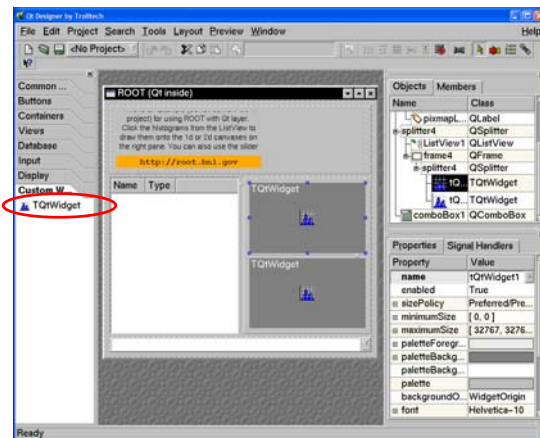 Qt Designer by Trolltech
File Edit Project Search Tools Layout Preview Window Help
<No Project>
Common ...
Buttons
Containers
Views
Database
Input
Display
Custom W
TQtWidget
ROOT (Qt inside)
project) for using ROOT with Qt layer.
Click the histograms from the ListView to
draw them onto the 1d or 2d canvases on
the right pane. You can also use the slider
http://root.bnl.gov
Name Type
TQtWidget
TQtWidget
Objects Members
Name Class
pixmapL... QLabel
splitter4 QSplitter
ListView1 QListView
frame4 QFrame
splitter4 QSplitter
tQ... TQtWidget
tQ... TQtWidget
comboBox1 QComboBox
Properties Signal Handlers
Property Value
name tQtWidget1
enabled True
sizePolicy Preferred/Pre...
minimumSize [ 0, 0 ]
maximumSize [ 32767, 3276...
paletteForegr...
paletteBackg...
paletteBackg...
palette
backgroundO... WidgetOrigin
font Helvetica-10
Ready